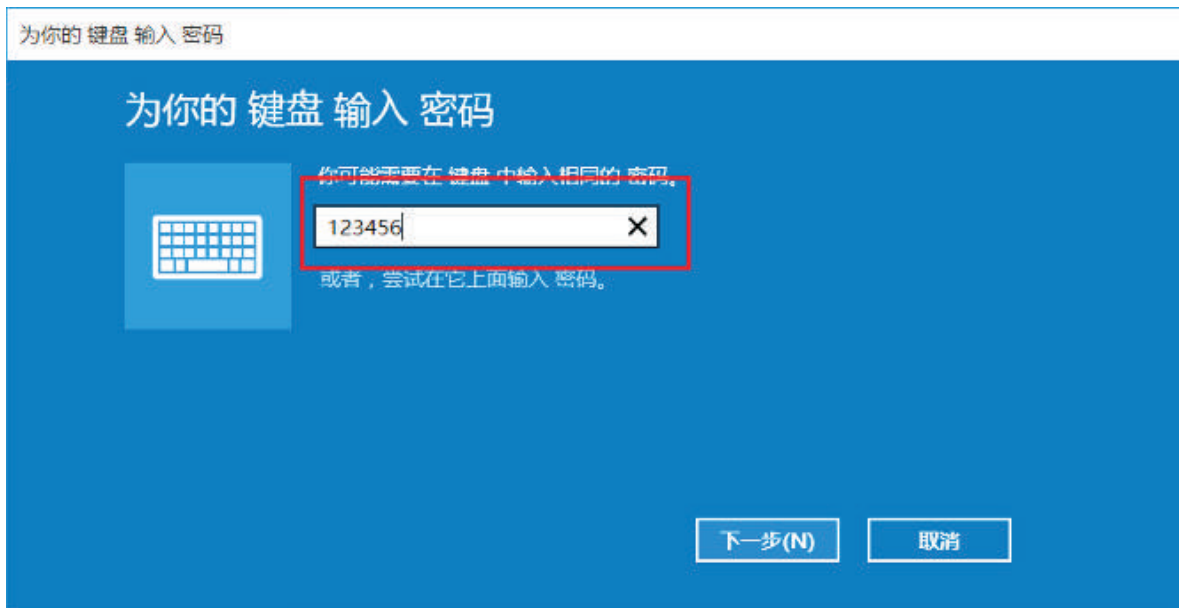 为你的 键盘 输入 密码
为你的 键盘 输入 密码
你可能需要在 键盘 中输入相同的 密码。
123456
或者，尝试在它上面输入 密码。
下一步(N)
取消